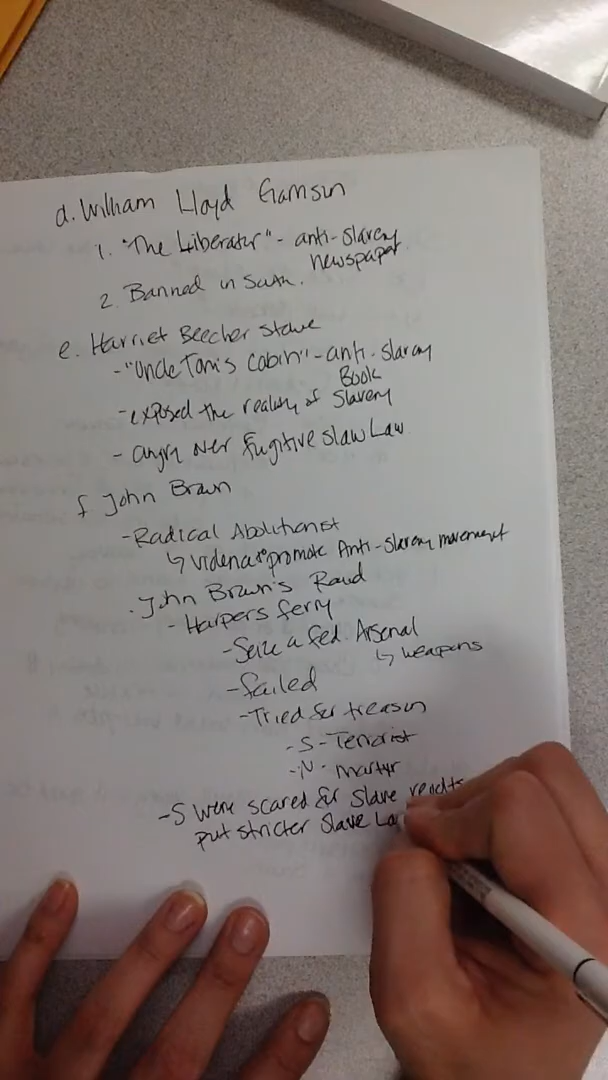 d. William Lloyd Garrison
1. "The Liberator" - anti-slavery
newspaper
2. Banned in South.
e. Harriet Beecher Stowe
- "Uncle Tom's Cabin" - anti-slavery
Book
- exposed the reality of Slavery
- angry over Fugitive Slav Law
f John Brown
- Radical Abolitionist
↳ to promote Anti-slavery movement
. John Brown's Raid
- Harpers ferry
- Seize a fed. Arsenal
↳ weapons
- failed
- Tried for treason
- S - Terrorist
- N - martyr
- S were scared for slave revolts
put stricter Slave